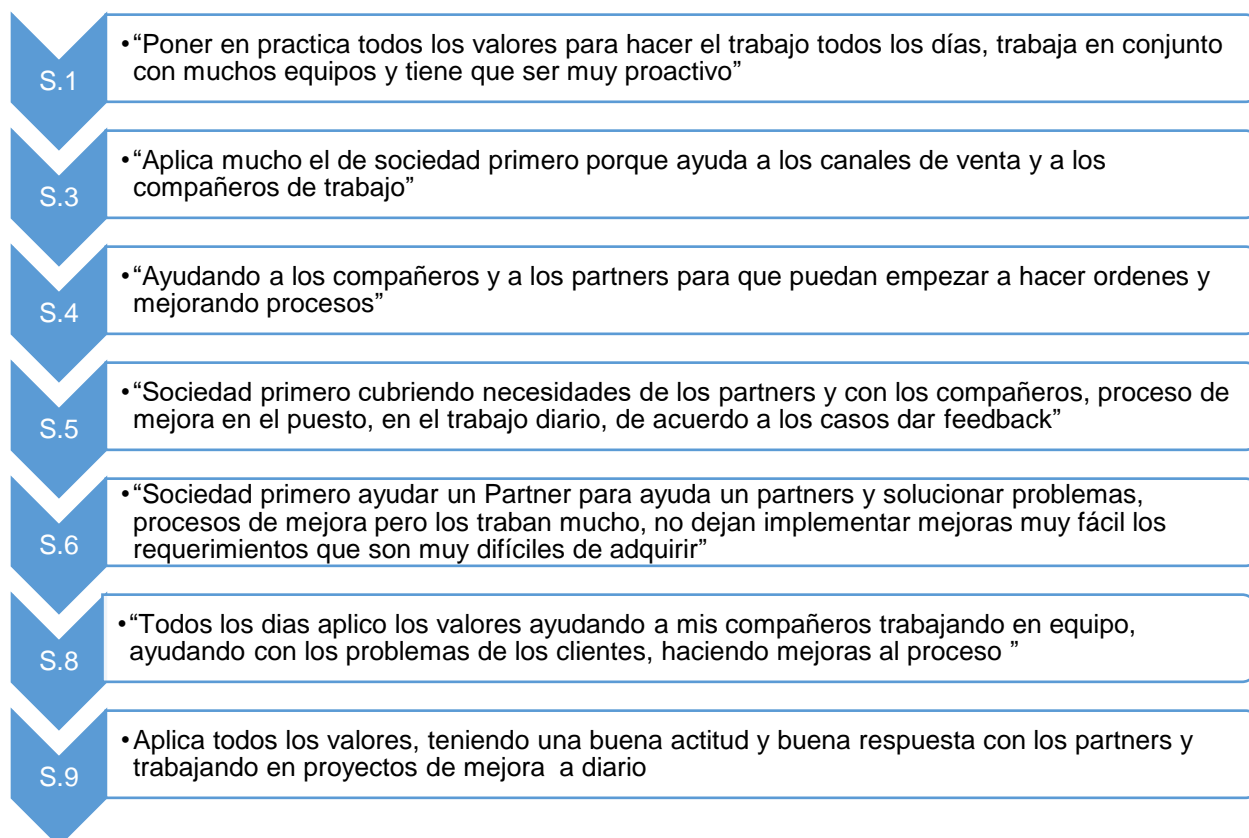 S.1
•“Poner en practica todos los valores para hacer el trabajo todos los días, trabaja en conjunto
con muchos equipos y tiene que ser muy proactivo”
S.3
•“Aplica mucho el de sociedad primero porque ayuda a los canales de venta y a los
compañeros de trabajo”
S.4
•“Ayudando a los compañeros y a los partners para que puedan empezar a hacer ordenes y
mejorando procesos”
S.5
•“Sociedad primero cubriendo necesidades de los partners y con los compañeros, proceso de
mejora en el puesto, en el trabajo diario, de acuerdo a los casos dar feedback”
S.6
•“Sociedad primero ayudar un Partner para ayuda un partners y solucionar problemas,
procesos de mejora pero los traban mucho, no dejan implementar mejoras muy fácil los
requerimientos que son muy difíciles de adquirir”
S.8
•“Todos los dias aplico los valores ayudando a mis compañeros trabajando en equipo,
ayudando con los problemas de los clientes, haciendo mejoras al proceso ”
S.9
•Aplica todos los valores, teniendo una buena actitud y buena respuesta con los partners y
trabajando en proyectos de mejora  a diario